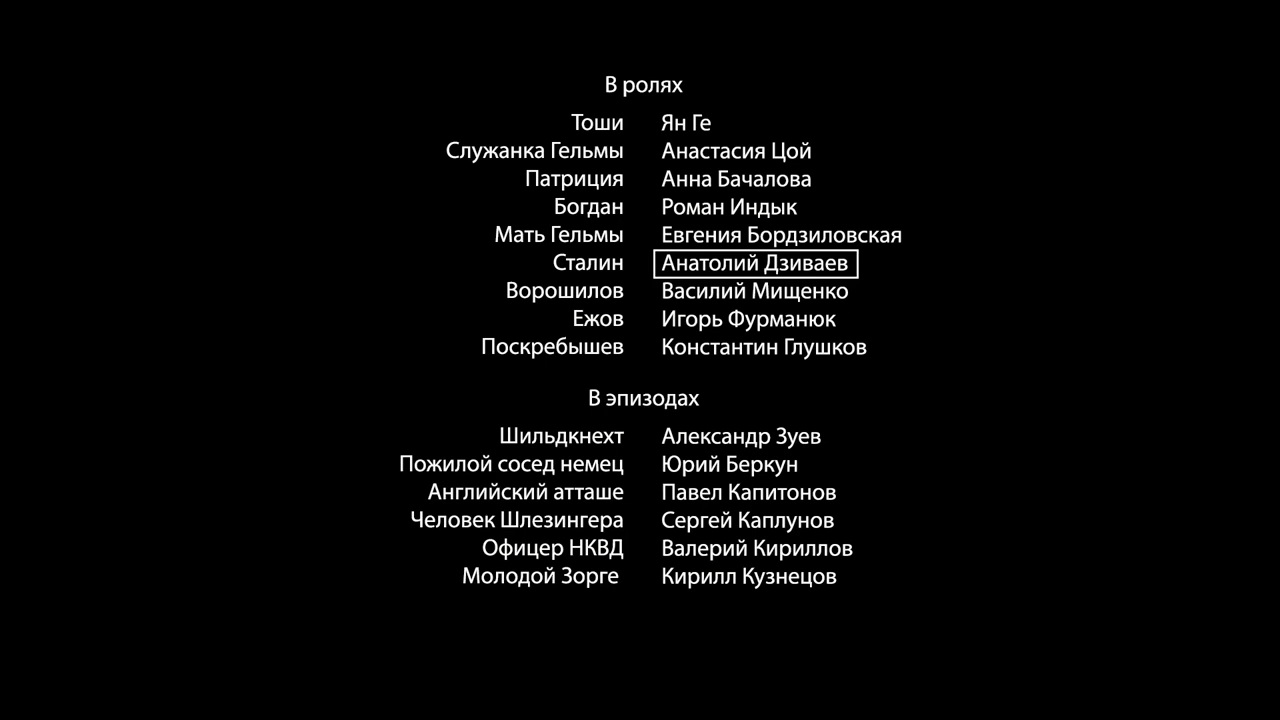 В ролях
Тоши Ян Ге
Служанка Гельмы Анастасия Цой
Патриция Анна Бачалова
Богдан Роман Индык
Мать Гельмы Евгения Бордзиловская
Сталин Анатолий Дзиваев
Ворошилов Василий Мищенко
Ежов Игорь Фурманюк
Поскребышев Константин Глушков
В эпизодах
Шильдкнехт Александр Зуев
Пожилой сосед немец Юрий Беркун
Английский атташе Павел Капитонов
Человек Шлезингера Сергей Каплунов
Офицер НКВД Валерий Кириллов
Молодой Зорге Кирилл Кузнецов